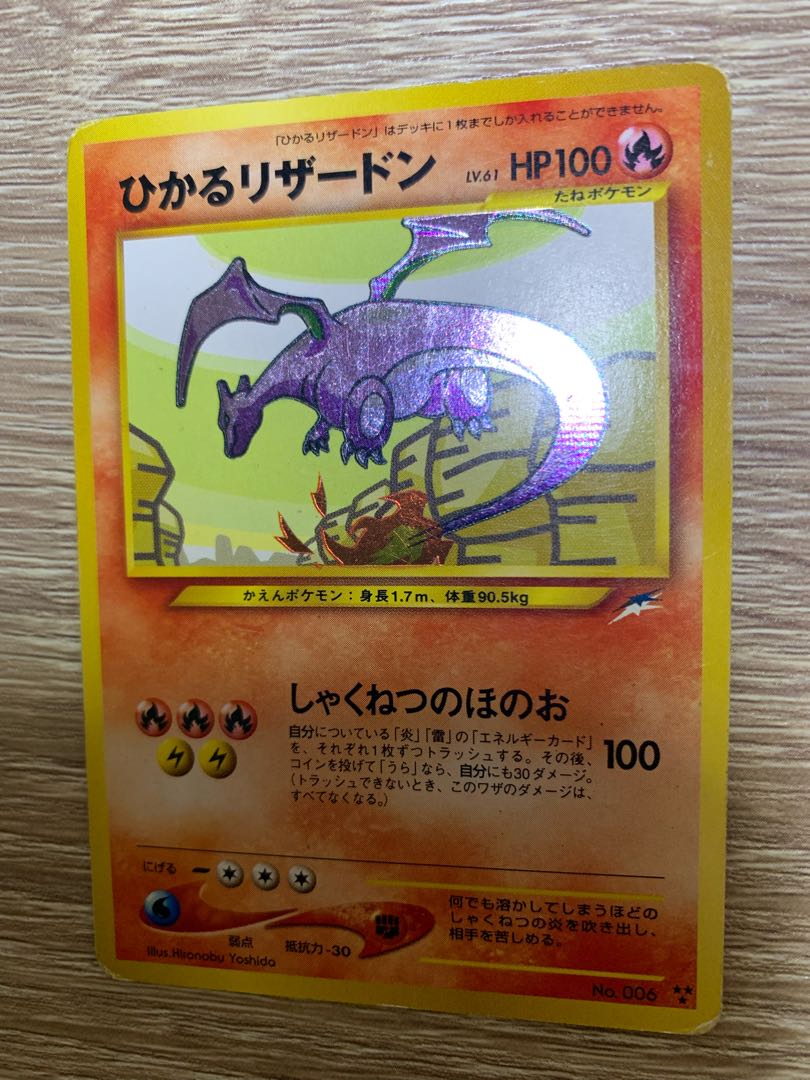 「ひかるリザードン」はデッキに1枚までしか入れることができません。
ひかるリザードン LV.61 HP100
たねポケモン
かえんポケモン：身長1.7m、体重90.5kg
しゃくねつのほのお
自分についている「炎」「雷」の「エネルギーカード」
を、それぞれ1枚ずつトラッシュする。その後、
コインを投げて「うら」なら、自分にも30ダメージ。
（トラッシュできないとき、このワザのダメージは、
すべてなくなる。）
100
にげる
弱点 抵抗力 -30
何でも溶かしてしまうほどの
しゃくねつの炎を吹き出し、
相手を苦しめる。
Illus. Hironobu Yoshida
No. 006